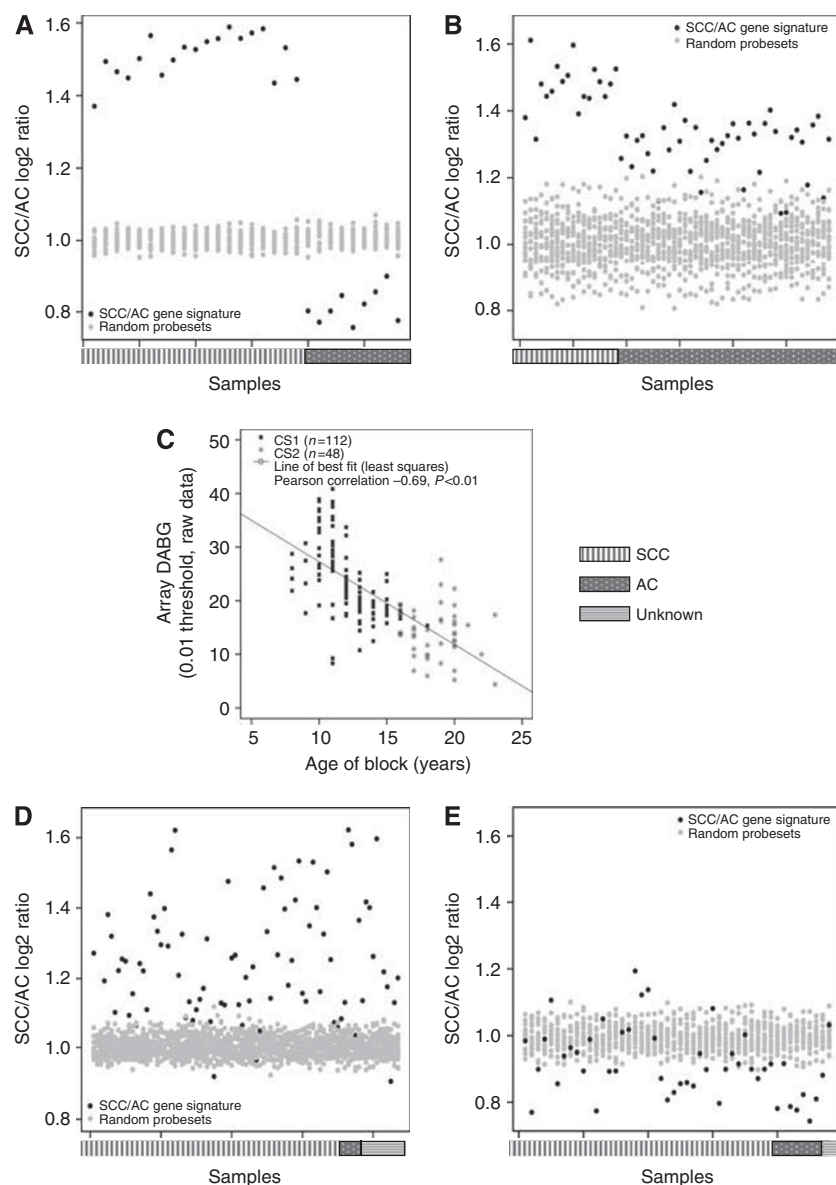 A
1.6
1.4
1.2
1.0
0.8
SCC/AC log2 ratio
SCC/AC gene signature
Random probesets
Samples
B
SCC/AC gene signature
Random probesets
1.6
1.4
1.2
1.0
0.8
SCC/AC log2 ratio
Samples
C
CS1 (n=112)
CS2 (n=48)
Line of best fit (least squares)
Pearson correlation –0.69, P<0.01
50
40
30
20
10
0
Array DABG
(0.01 threshold, raw data)
5 10 15 20 25
Age of block (years)
SCC
AC
Unknown
D
1.6
1.4
1.2
1.0
0.8
SCC/AC log2 ratio
SCC/AC gene signature
Random probesets
Samples
E
SCC/AC gene signature
Random probesets
1.6
1.4
1.2
1.0
0.8
SCC/AC log2 ratio
Samples